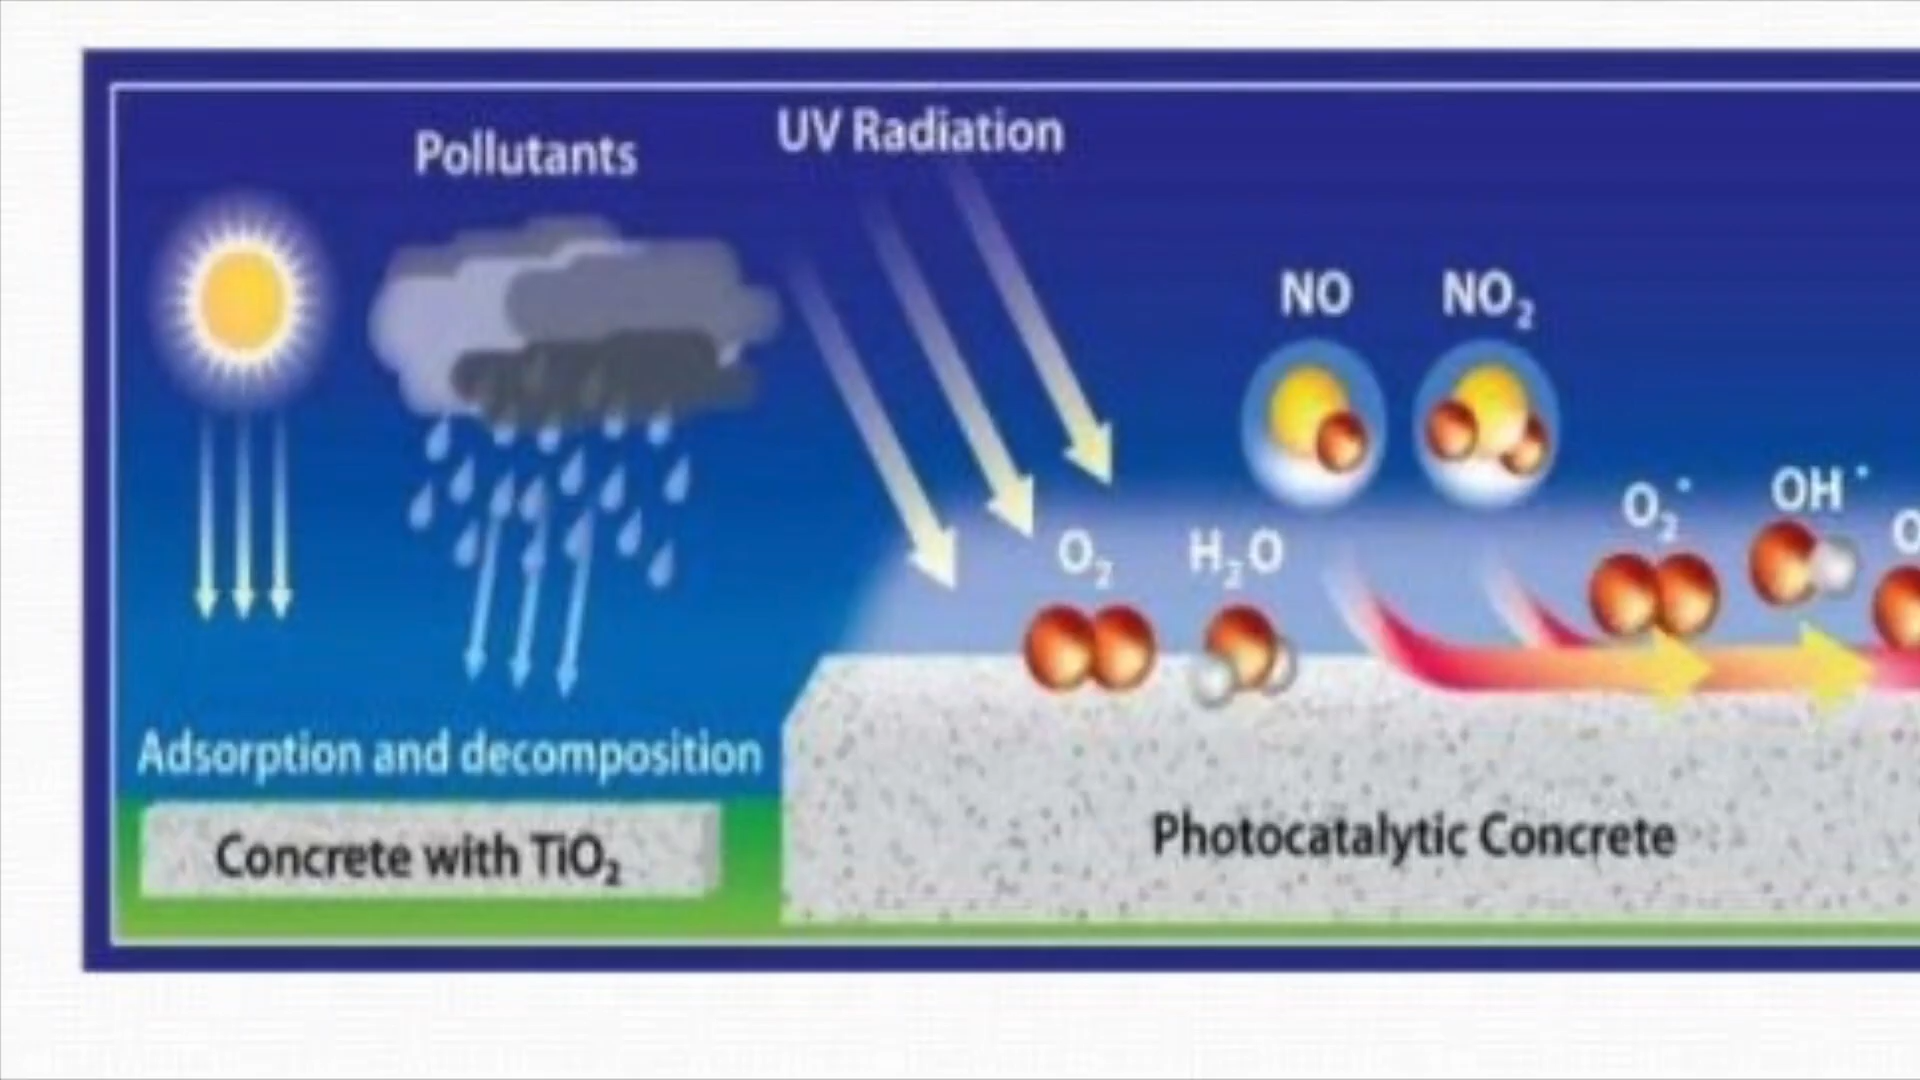 Pollutants
UV Radiation
NO
NO₂
O₂˙
OH˙
O₂
H₂O
Adsorption and decomposition
Concrete with TiO₂
Photocatalytic Concrete